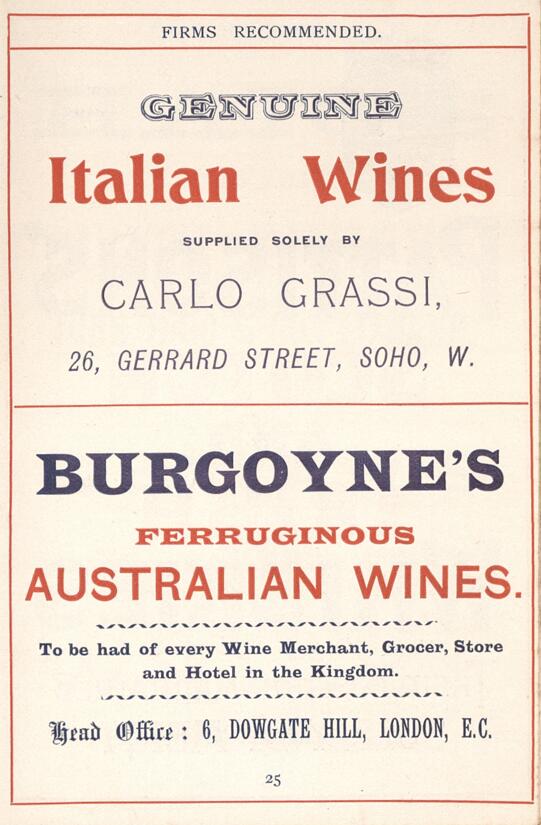 FIRMS RECOMMENDED.
GENUINE
Italian Wines
SUPPLIED SOLELY BY
CARLO GRASSI,
26, GERRARD STREET, SOHO, W.
BURGOYNE'S
FERRUGINOUS
AUSTRALIAN WINES.
To be had of every Wine Merchant, Grocer, Store
and Hotel in the Kingdom.
Head Office: 6, DOWGATE HILL, LONDON, E.C.
25